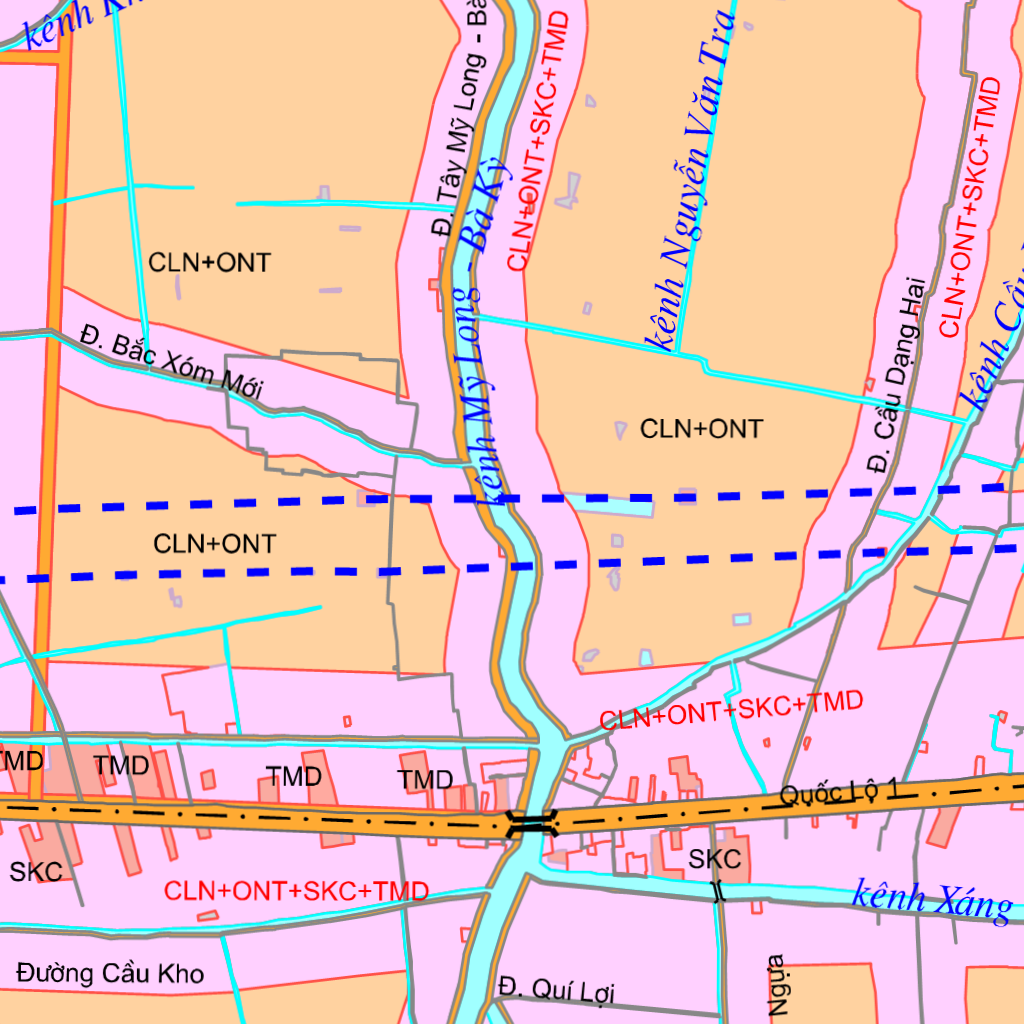 kênh
Đ. Tây Mỹ Long - Bà
CLN+ONT+SKC+TMD
kênh Nguyễn Văn Tra
CLN+ONT+SKC+TMD
kênh Mỹ Long - Bà Kỳ
CLN+ONT
Đ. Bắc Xóm Mới
Đ. Cầu Dạng Hai
kênh Cầu
CLN+ONT
CLN+ONT
CLN+ONT+SKC+TMD
TMD
TMD
TMD
TMD
Quốc Lộ 1
SKC
SKC
CLN+ONT+SKC+TMD
kênh Xáng
Đường Cầu Kho
Đ. Quí Lợi
Ngựa